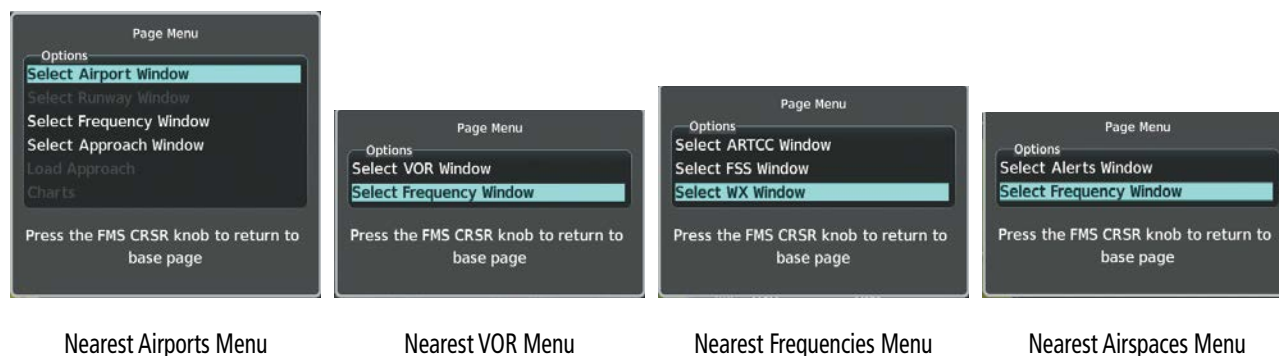 Page Menu
Options
Select Airport Window
Select Runway Window
Select Frequency Window
Select Approach Window
Load Approach
Charts
Press the FMS CRSR knob to return to
base page
Nearest Airports Menu
Page Menu
Options
Select VOR Window
Select Frequency Window
Press the FMS CRSR knob to return to
base page
Nearest VOR Menu
Page Menu
Options
Select ARTCC Window
Select FSS Window
Select WX Window
Press the FMS CRSR knob to return to
base page
Nearest Frequencies Menu
Page Menu
Options
Select Alerts Window
Select Frequency Window
Press the FMS CRSR knob to return to
base page
Nearest Airspaces Menu